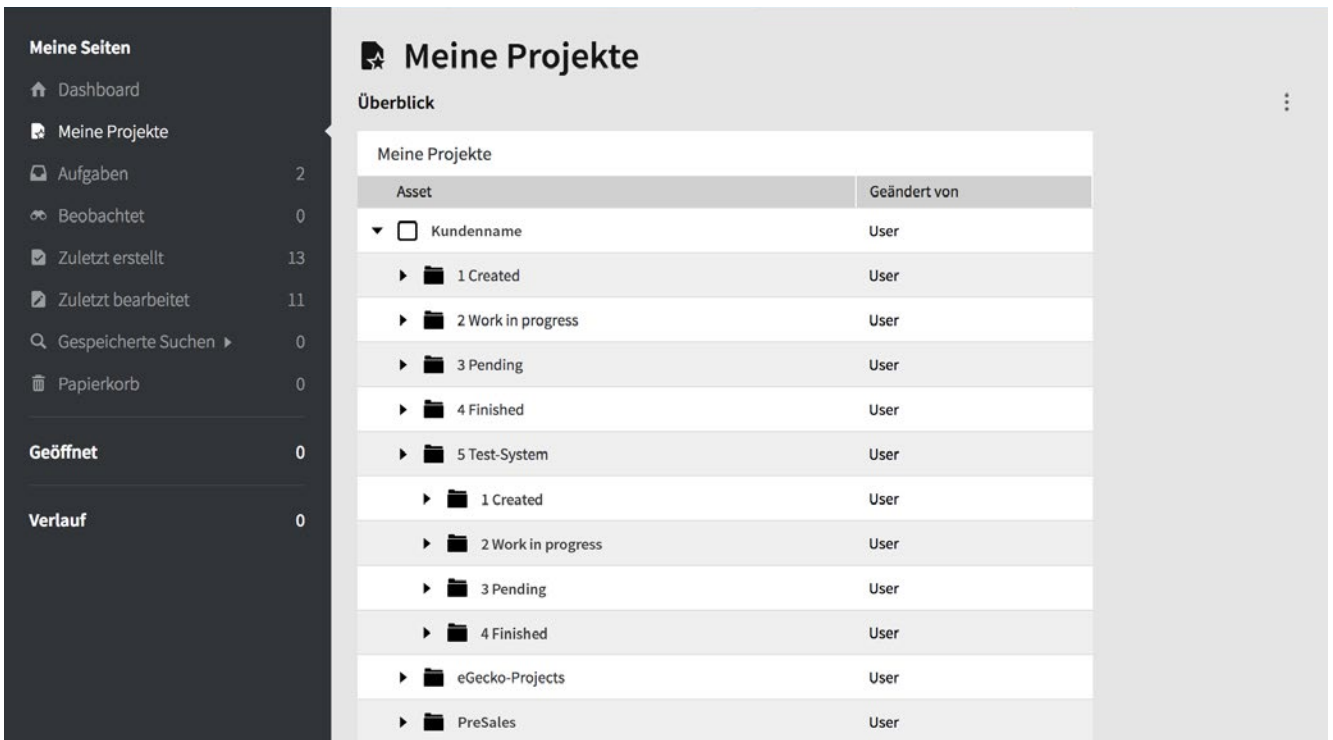 Meine Seiten
Dashboard
Meine Projekte
Aufgaben 2
Beobachtet 0
Zuletzt erstellt 13
Zuletzt bearbeitet 11
Gespeicherte Suchen 0
Papierkorb 0
Geöffnet 0
Verlauf 0
Meine Projekte
Überblick
Meine Projekte
Asset Geändert von
Kundenname User
1 Created User
2 Work in progress User
3 Pending User
4 Finished User
5 Test-System User
1 Created User
2 Work in progress User
3 Pending User
4 Finished User
eGecko-Projects User
PreSales User